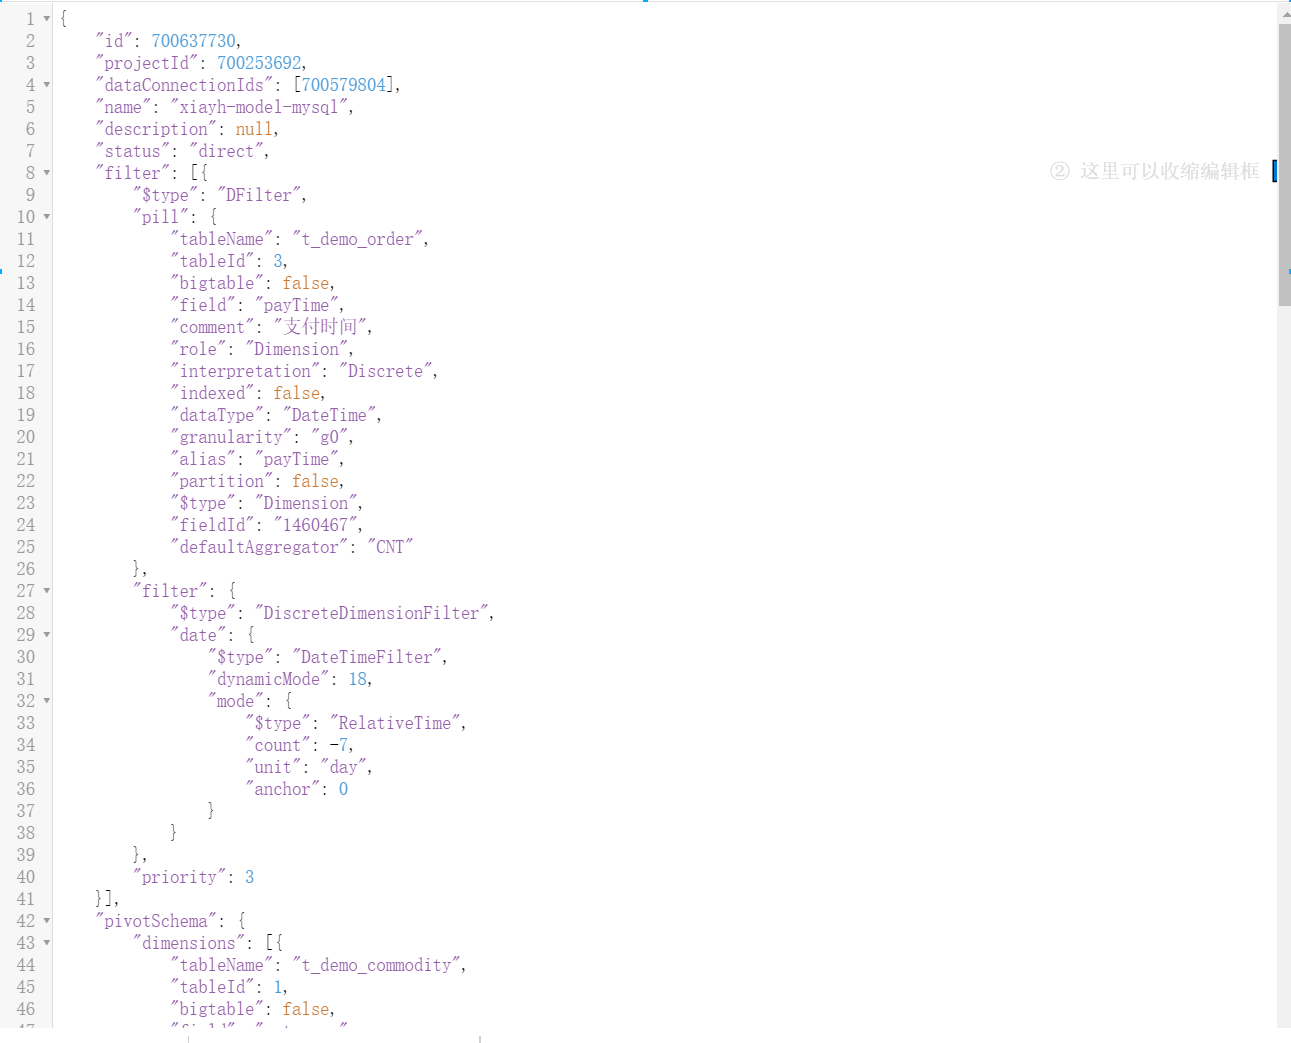 1 {
2 "id": 700637730,
3 "projectId": 700253692,
4 "dataConnectionIds": [700579804],
5 "name": "xiayh-model-mysql",
6 "description": null,
7 "status": "direct",
8 "filter": [{
② 这里可以收缩编辑框
9 "$type": "DFilter",
10 "pill": {
11 "tableName": "t_demo_order",
12 "tableId": 3,
13 "bigtable": false,
14 "field": "payTime",
15 "comment": "支付时间",
16 "role": "Dimension",
17 "interpretation": "Discrete",
18 "indexed": false,
19 "dataType": "DateTime",
20 "granularity": "g0",
21 "alias": "payTime",
22 "partition": false,
23 "$type": "Dimension",
24 "fieldId": "1460467",
25 "defaultAggregator": "CNT"
26 },
27 "filter": {
28 "$type": "DiscreteDimensionFilter",
29 "date": {
30 "$type": "DateTimeFilter",
31 "dynamicMode": 18,
32 "mode": {
33 "$type": "RelativeTime",
34 "count": -7,
35 "unit": "day",
36 "anchor": 0
37 }
38 }
39 },
40 "priority": 3
41 }],
42 "pivotSchema": {
43 "dimensions": [{
44 "tableName": "t_demo_commodity",
45 "tableId": 1,
46 "bigtable": false,